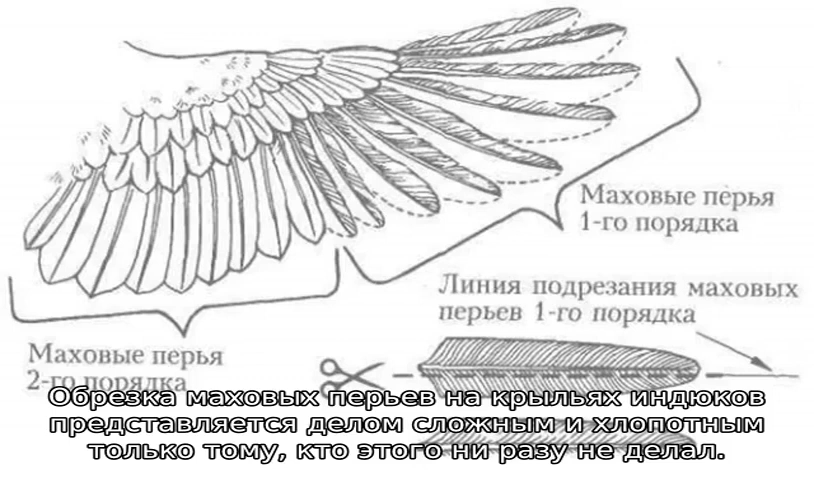 Маховые перья
1-го порядка
Линия подрезания маховых
перьев 1-го порядка
Маховые перья
2-го порядка
Обрезка маховых перьев на крыльях индюков
представляется делом сложным и хлопотным
только тому, кто этого ни разу не делал.